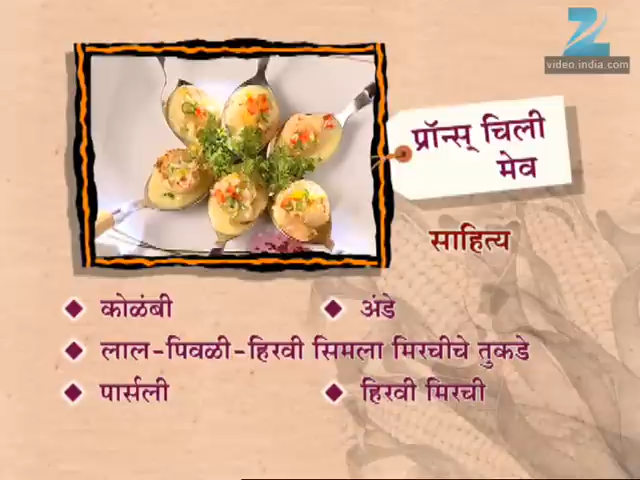 Z
video.india.com
प्रॉन्स् चिली
मेव
साहित्य
कोळंबी
अंडे
लाल-पिवळी-हिरवी सिमला मिरचीचे तुकडे
पार्सली
हिरवी मिरची